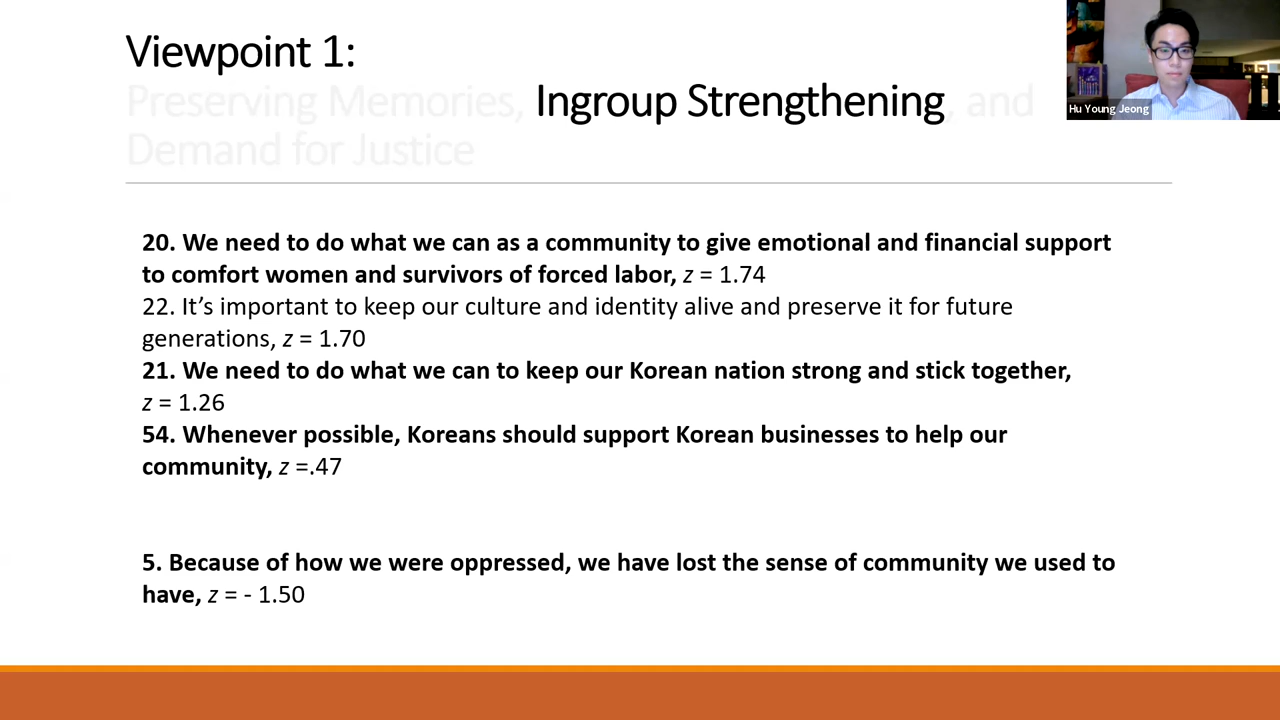 Viewpoint 1:
Preserving Memories, Ingroup Strengthening, and
Demand for Justice
Hu Young Jeong
20. We need to do what we can as a community to give emotional and financial support
to comfort women and survivors of forced labor, z = 1.74
22. It’s important to keep our culture and identity alive and preserve it for future
generations, z = 1.70
21. We need to do what we can to keep our Korean nation strong and stick together,
z = 1.26
54. Whenever possible, Koreans should support Korean businesses to help our
community, z =.47
5. Because of how we were oppressed, we have lost the sense of community we used to
have, z = - 1.50